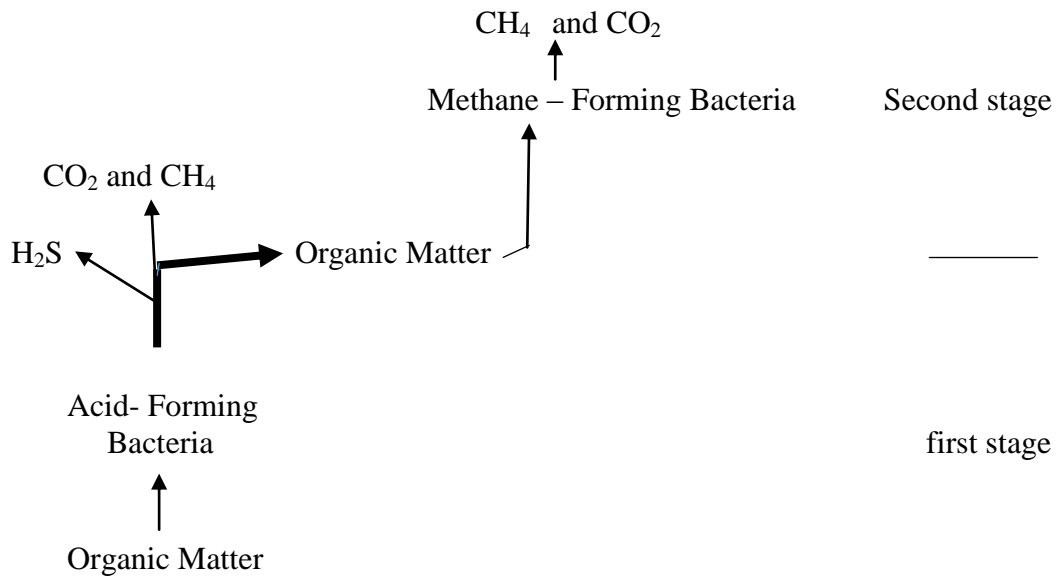 CH₄ and CO₂
Methane – Forming Bacteria Second stage
CO₂ and CH₄
H₂S Organic Matter
Acid- Forming
Bacteria first stage
Organic Matter